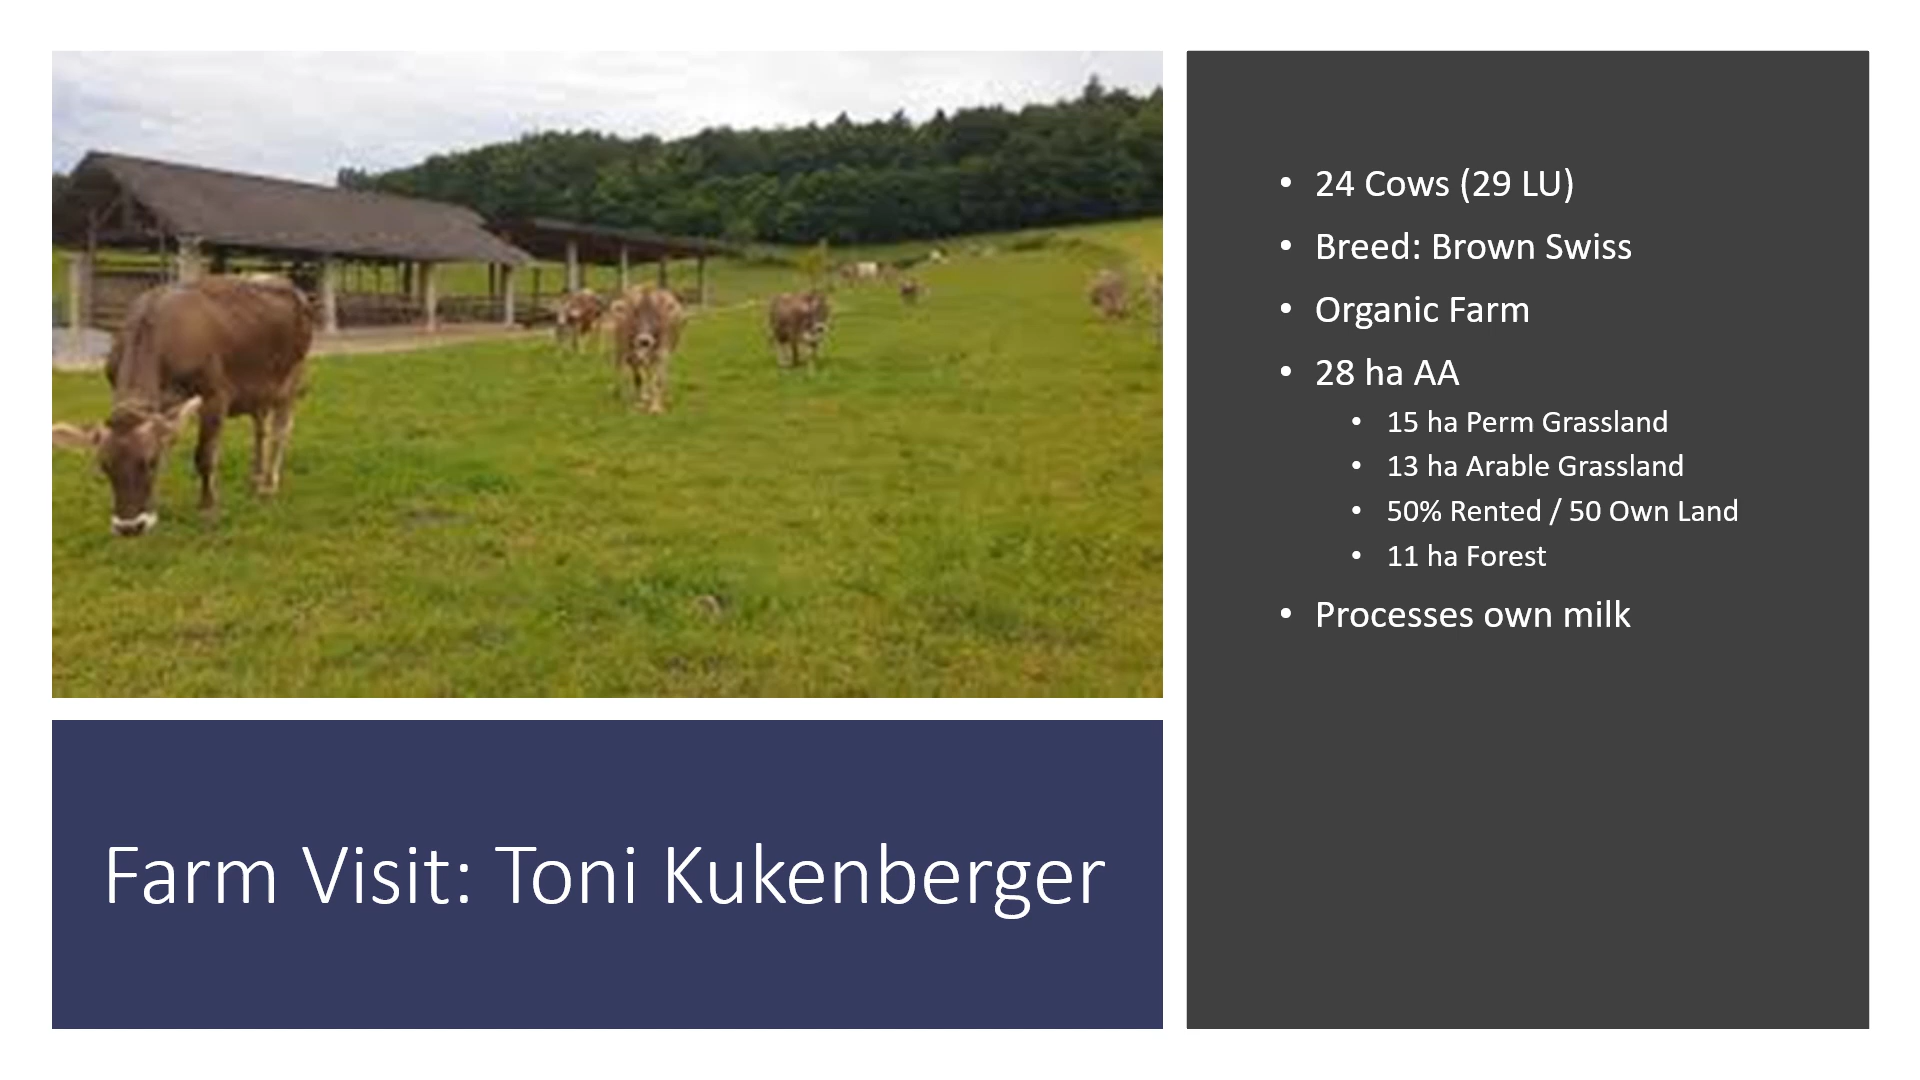 24 Cows (29 LU)
Breed: Brown Swiss
Organic Farm
28 ha AA
15 ha Perm Grassland
13 ha Arable Grassland
50% Rented / 50 Own Land
11 ha Forest
Processes own milk
Farm Visit: Toni Kukenberger